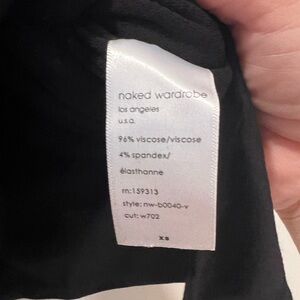 naked wardrobe
los angeles
u.s.a.
96% viscose/viscose
4% spandex/
élasthanne
rn:159313
style: nw-b0040-v
cut: w702
xs